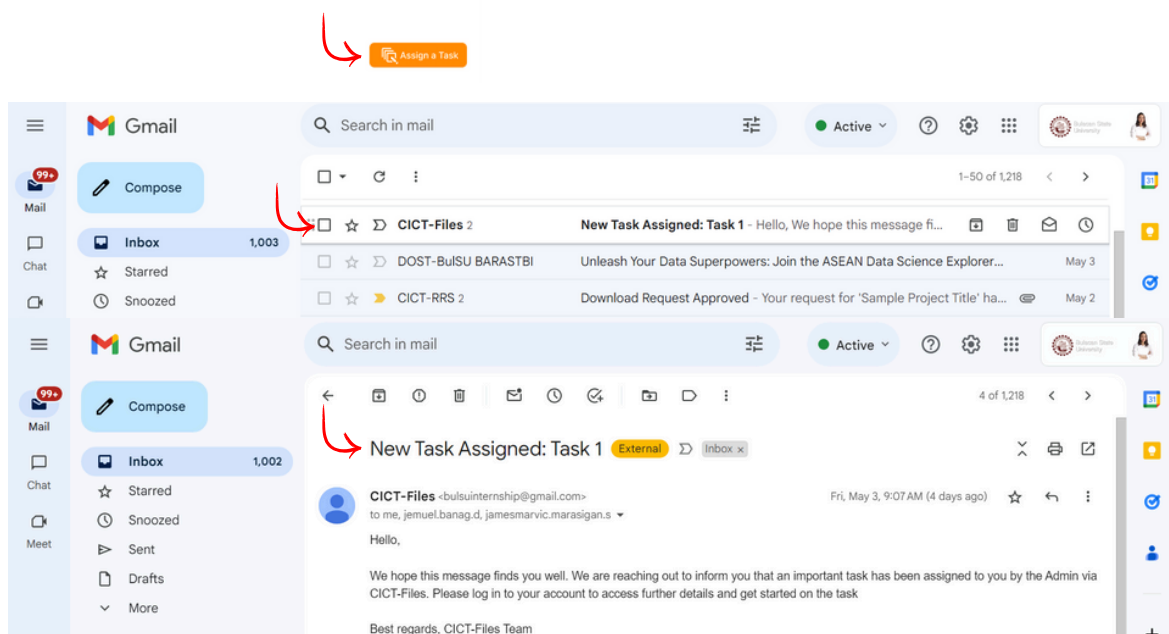 Assign a Task
Gmail
Search in mail
Active
Bulacan State
University
99+
Mail
Compose
1–50 of 1,218
31
CICT-Files 2 New Task Assigned: Task 1 - Hello, We hope this message fi...
Inbox 1,003
Chat
DOST-BulSU BARASTBI Unleash Your Data Superpowers: Join the ASEAN Data Science Explorer... May 3
Starred
Snoozed
CICT-RRS 2 Download Request Approved - Your request for 'Sample Project Title' ha... May 2
Gmail
Search in mail
Active
Bulacan State
University
99+
Mail
Compose
4 of 1,218
31
New Task Assigned: Task 1 External Inbox ×
Inbox 1,002
Chat
Starred
CICT-Files <bulsuinternship@gmail.com> Fri, May 3, 9:07 AM (4 days ago)
to me, jemuel.banag.d, jamesmarvic.marasigan.s
Snoozed
Meet
Hello,
Sent
We hope this message finds you well. We are reaching out to inform you that an important task has been assigned to you by the Admin via
CICT-Files. Please log in to your account to access further details and get started on the task
Drafts
More
Best regards, CICT-Files Team